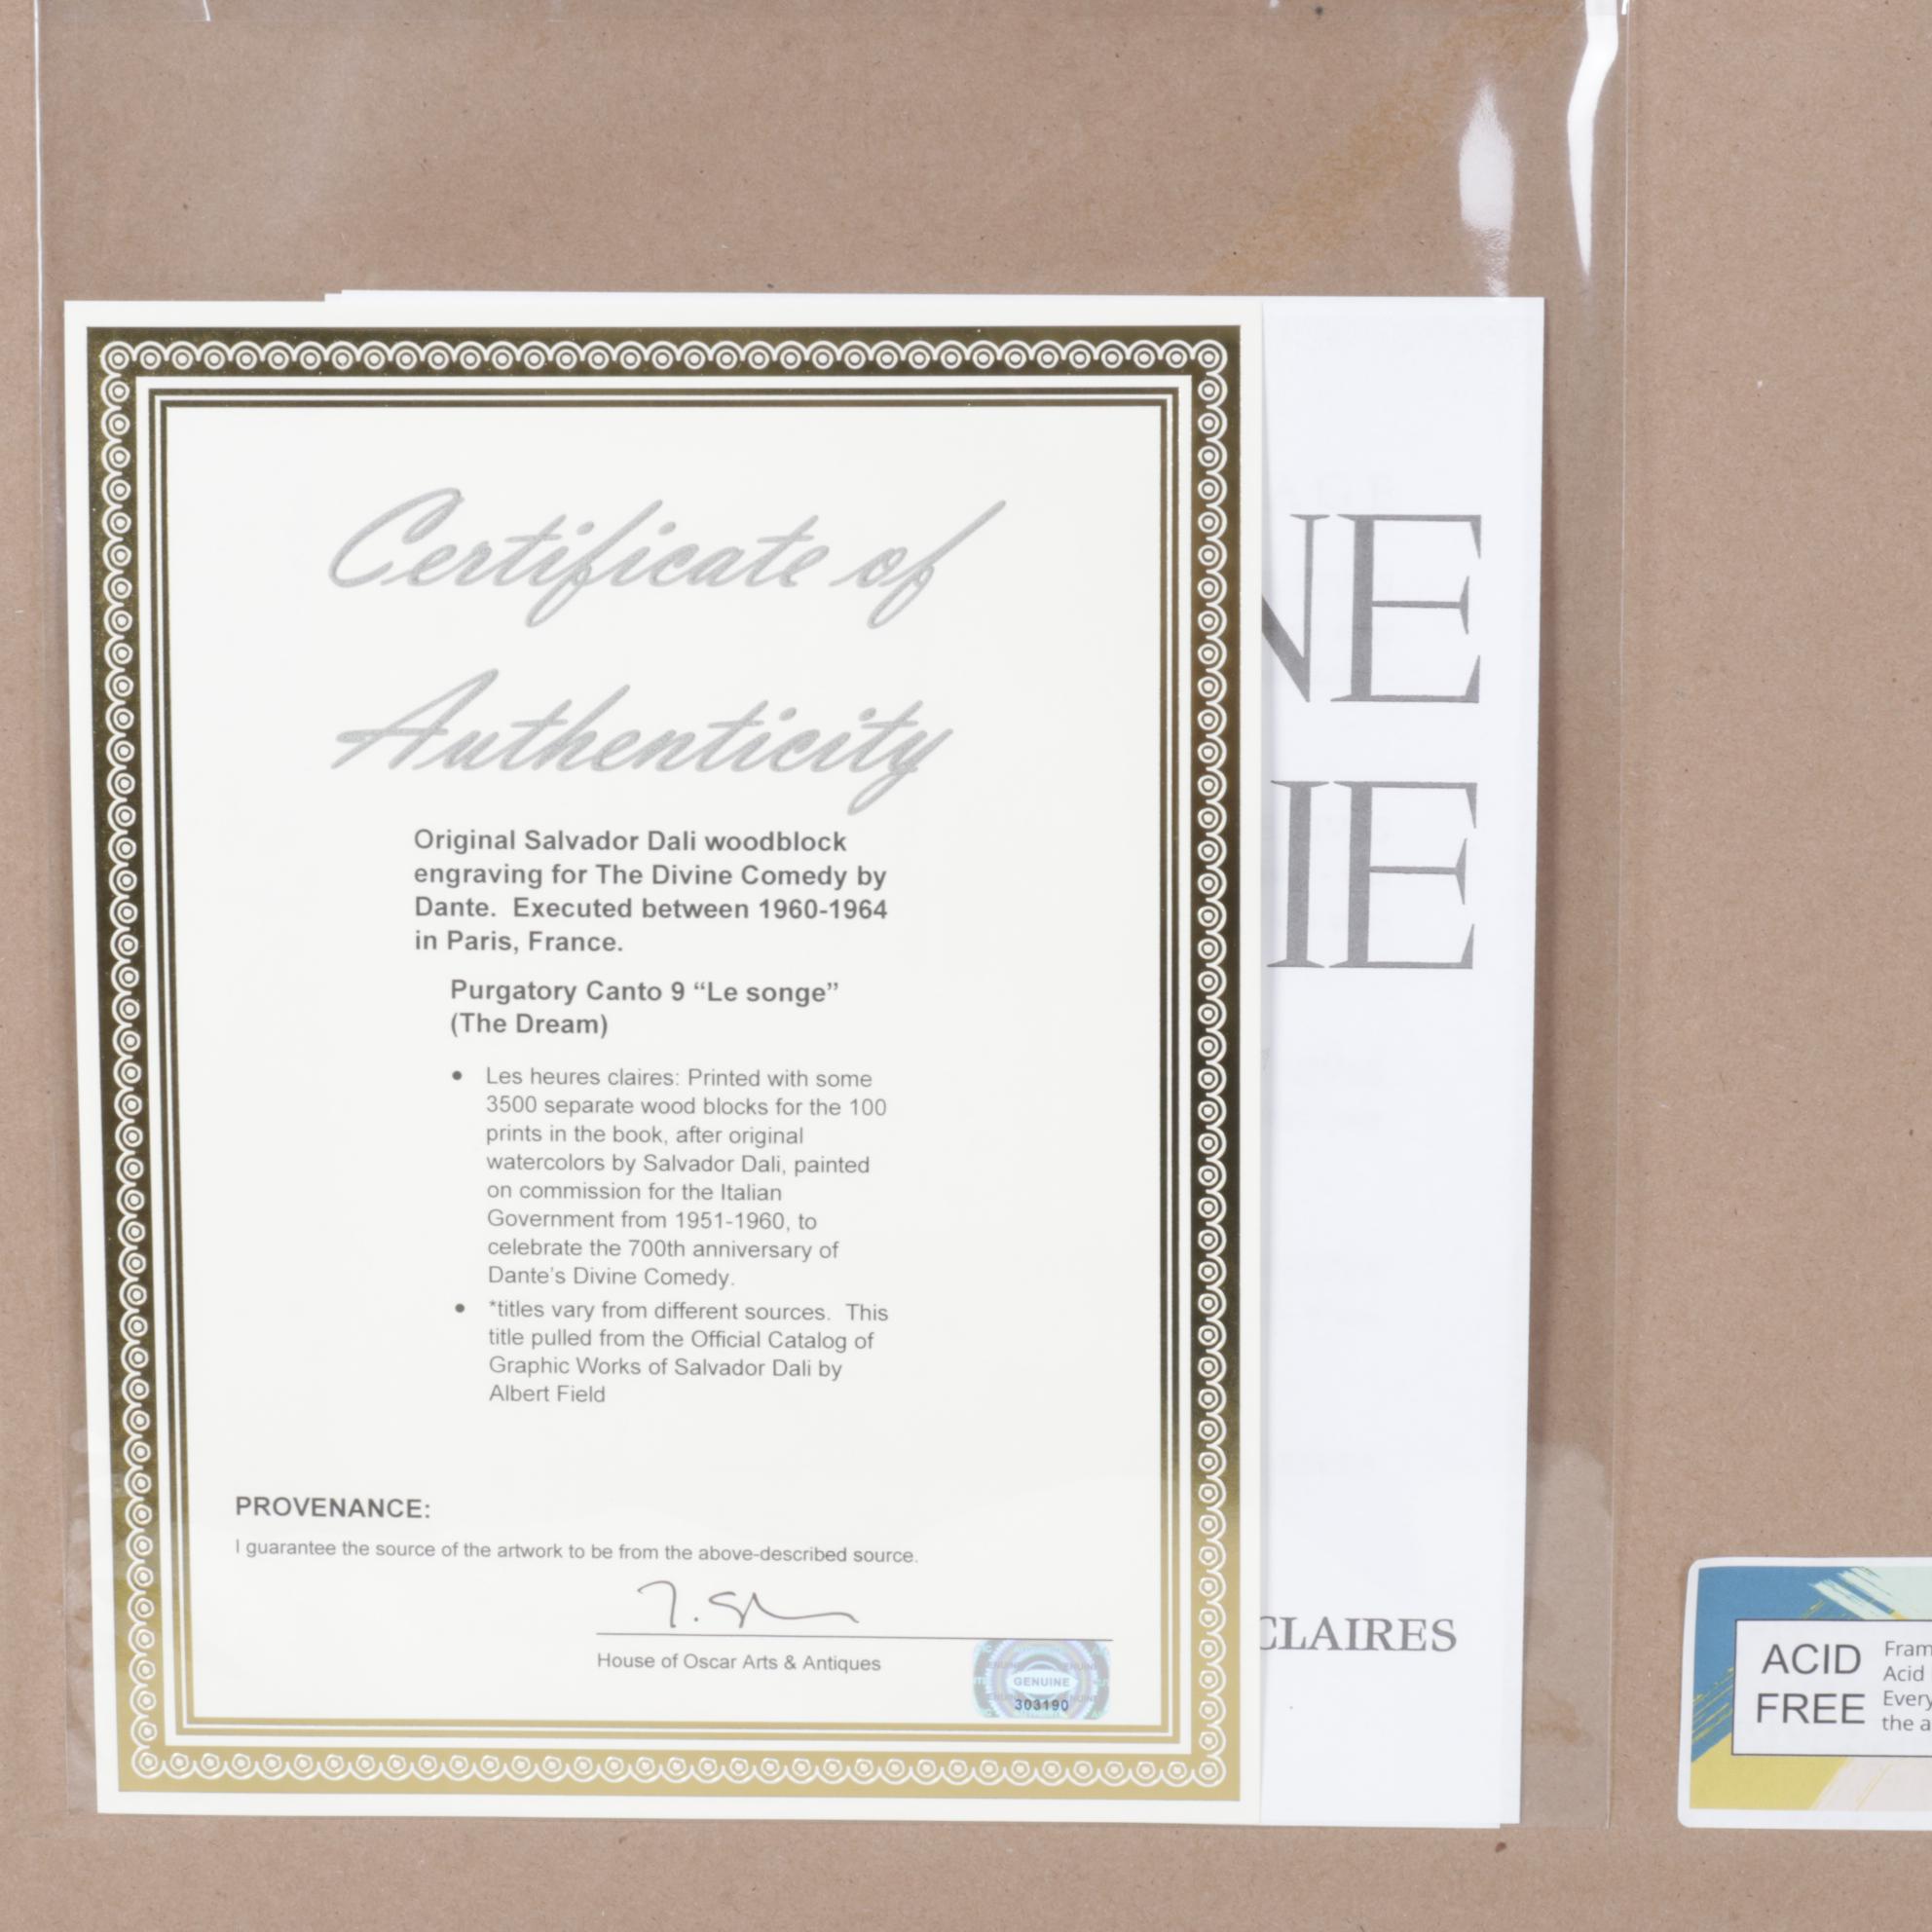 Certificate of
Authenticity
Original Salvador Dali woodblock
engraving for The Divine Comedy by
Dante. Executed between 1960-1964
in Paris, France.
Purgatory Canto 9 “Le songe”
(The Dream)
• Les heures claires: Printed with some
3500 separate wood blocks for the 100
prints in the book, after original
watercolors by Salvador Dali, painted
on commission for the Italian
Government from 1951-1960, to
celebrate the 700th anniversary of
Dante’s Divine Comedy.
• *titles vary from different sources. This
title pulled from the Official Catalog of
Graphic Works of Salvador Dali by
Albert Field
PROVENANCE:
I guarantee the source of the artwork to be from the above-described source.
House of Oscar Arts & Antiques
GENUINE
303190
NE
IE
CLAIRES
ACID
FREE
Fram
Acid
Every
the a